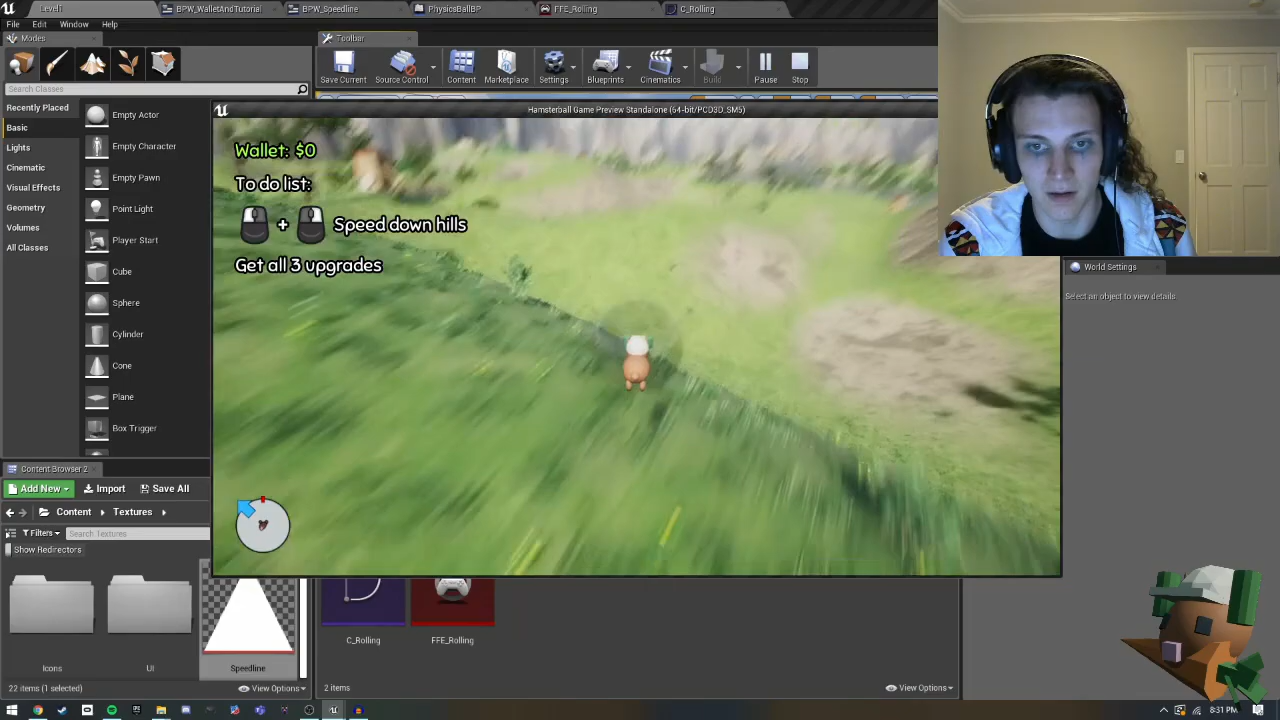 Level1
BPW_WalletAndTutorial
BPW_Speedline
PhysicsBallBP
FFE_Rolling
C_Rolling
File Edit Window Help
Modes
Toolbar
Save Current
Source Control
Content
Marketplace
Settings
Blueprints
Cinematics
Build
Pause
Stop
Search Classes
Recently Placed
Basic
Lights
Cinematic
Visual Effects
Geometry
Volumes
All Classes
Empty Actor
Empty Character
Empty Pawn
Point Light
Player Start
Cube
Sphere
Cylinder
Cone
Plane
Box Trigger
Hamsterball Game Preview Standalone (64-bit/PCD3D_SM5)
Wallet: $0
To do list:
+ Speed down hills
Get all 3 upgrades
World Settings
Select an object to view details
Content Browser 2
Add New Import Save All
Content Textures
Filters Search Textures
Show Redirectors
Icons
UI
Speedline
C_Rolling
FFE_Rolling
22 items (1 selected)
View Options
2 items
View Options
8:31 PM